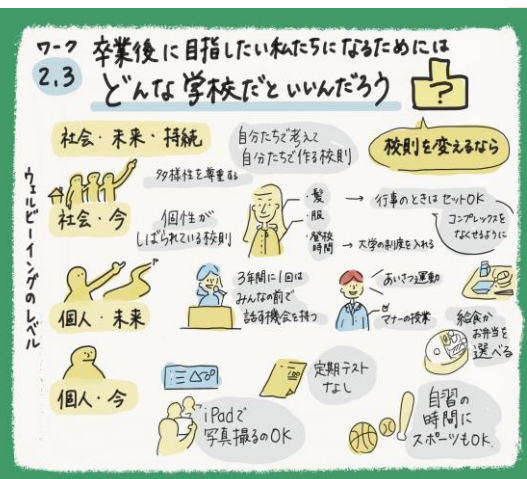 ワーク
2.3
卒業後に目指したい私たちになるためには
どんな学校だといいんだろう
?
社会・未来・持続
自分たちで考えて
自分たちで作る校則
校則を変えるなら
ウェルビーイングのレベル
多様性を尊重する
社会・今
個性が
しばられている校則
・髪
・服
・登校
時間
→ 行事のときはセットOK
コンプレックスを
なくせるように
→ 大学の制度を入れる
個人・未来
3年間に1回は
みんなの前で
話す機会を持つ
あいさつ運動
マナーの授業
給食か
お弁当を
選べる
個人・今
iPadで
写真撮るのOK
定期テスト
なし
自習の
時間に
スポーツもOK